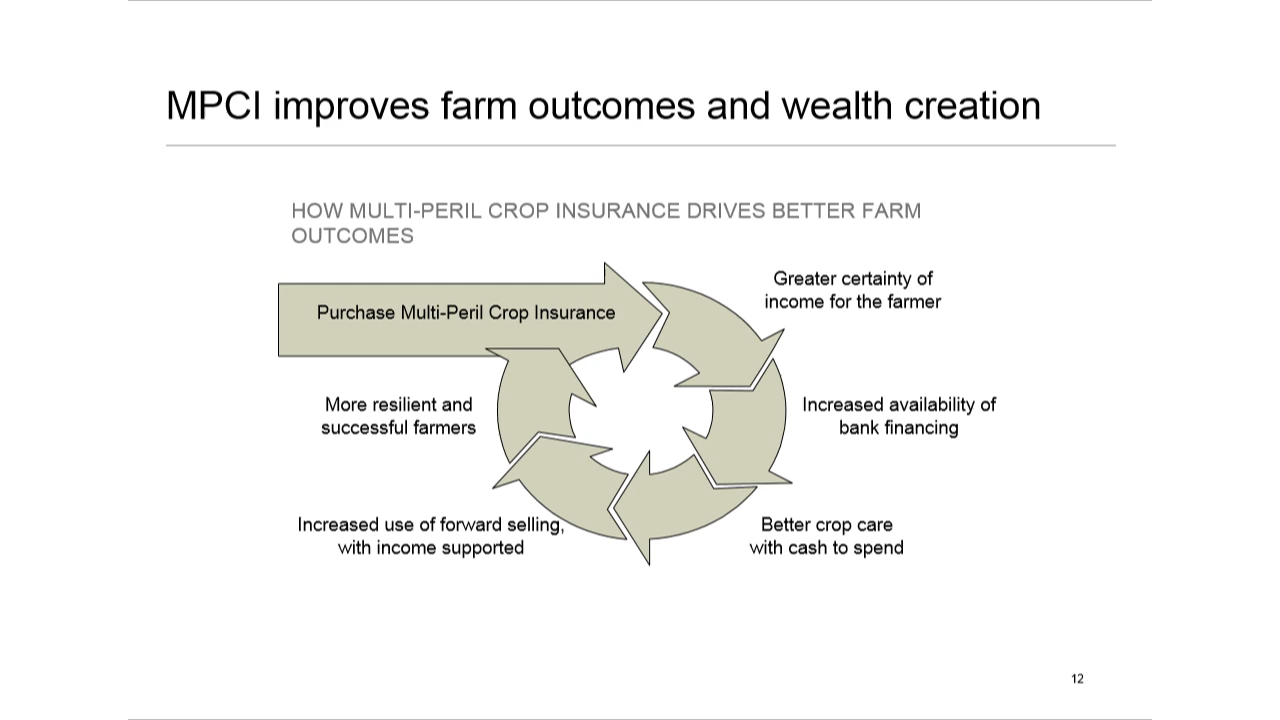 MPCI improves farm outcomes and wealth creation
HOW MULTI-PERIL CROP INSURANCE DRIVES BETTER FARM
OUTCOMES
Purchase Multi-Peril Crop Insurance
Greater certainty of
income for the farmer
Increased availability of
bank financing
Better crop care
with cash to spend
Increased use of forward selling,
with income supported
More resilient and
successful farmers
12